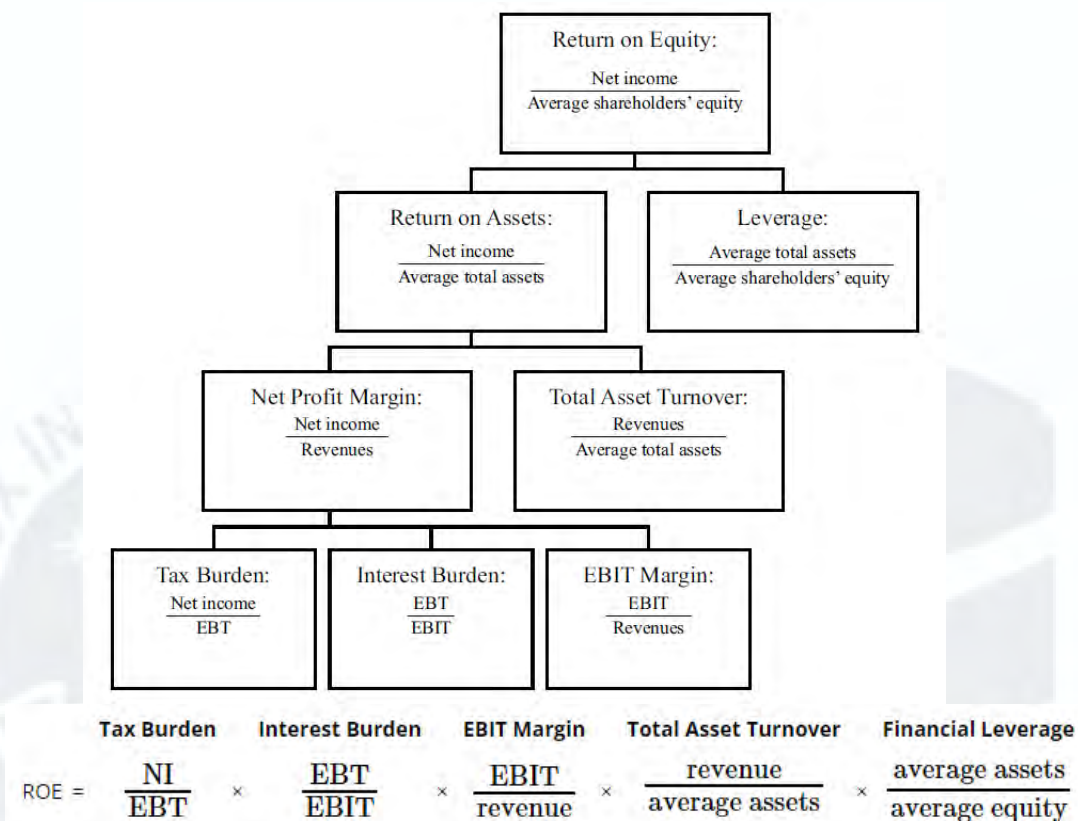 Return on Equity:
Net income
Average shareholders' equity
Return on Assets:
Net income
Average total assets
Leverage:
Average total assets
Average shareholders' equity
Net Profit Margin:
Net income
Revenues
Total Asset Turnover:
Revenues
Average total assets
Tax Burden:
Net income
EBT
Interest Burden:
EBT
EBIT
EBIT Margin:
EBIT
Revenues
Tax Burden Interest Burden EBIT Margin Total Asset Turnover Financial Leverage
ROE = NI/EBT × EBT/EBIT × EBIT/revenue × revenue/average assets × average assets/average equity